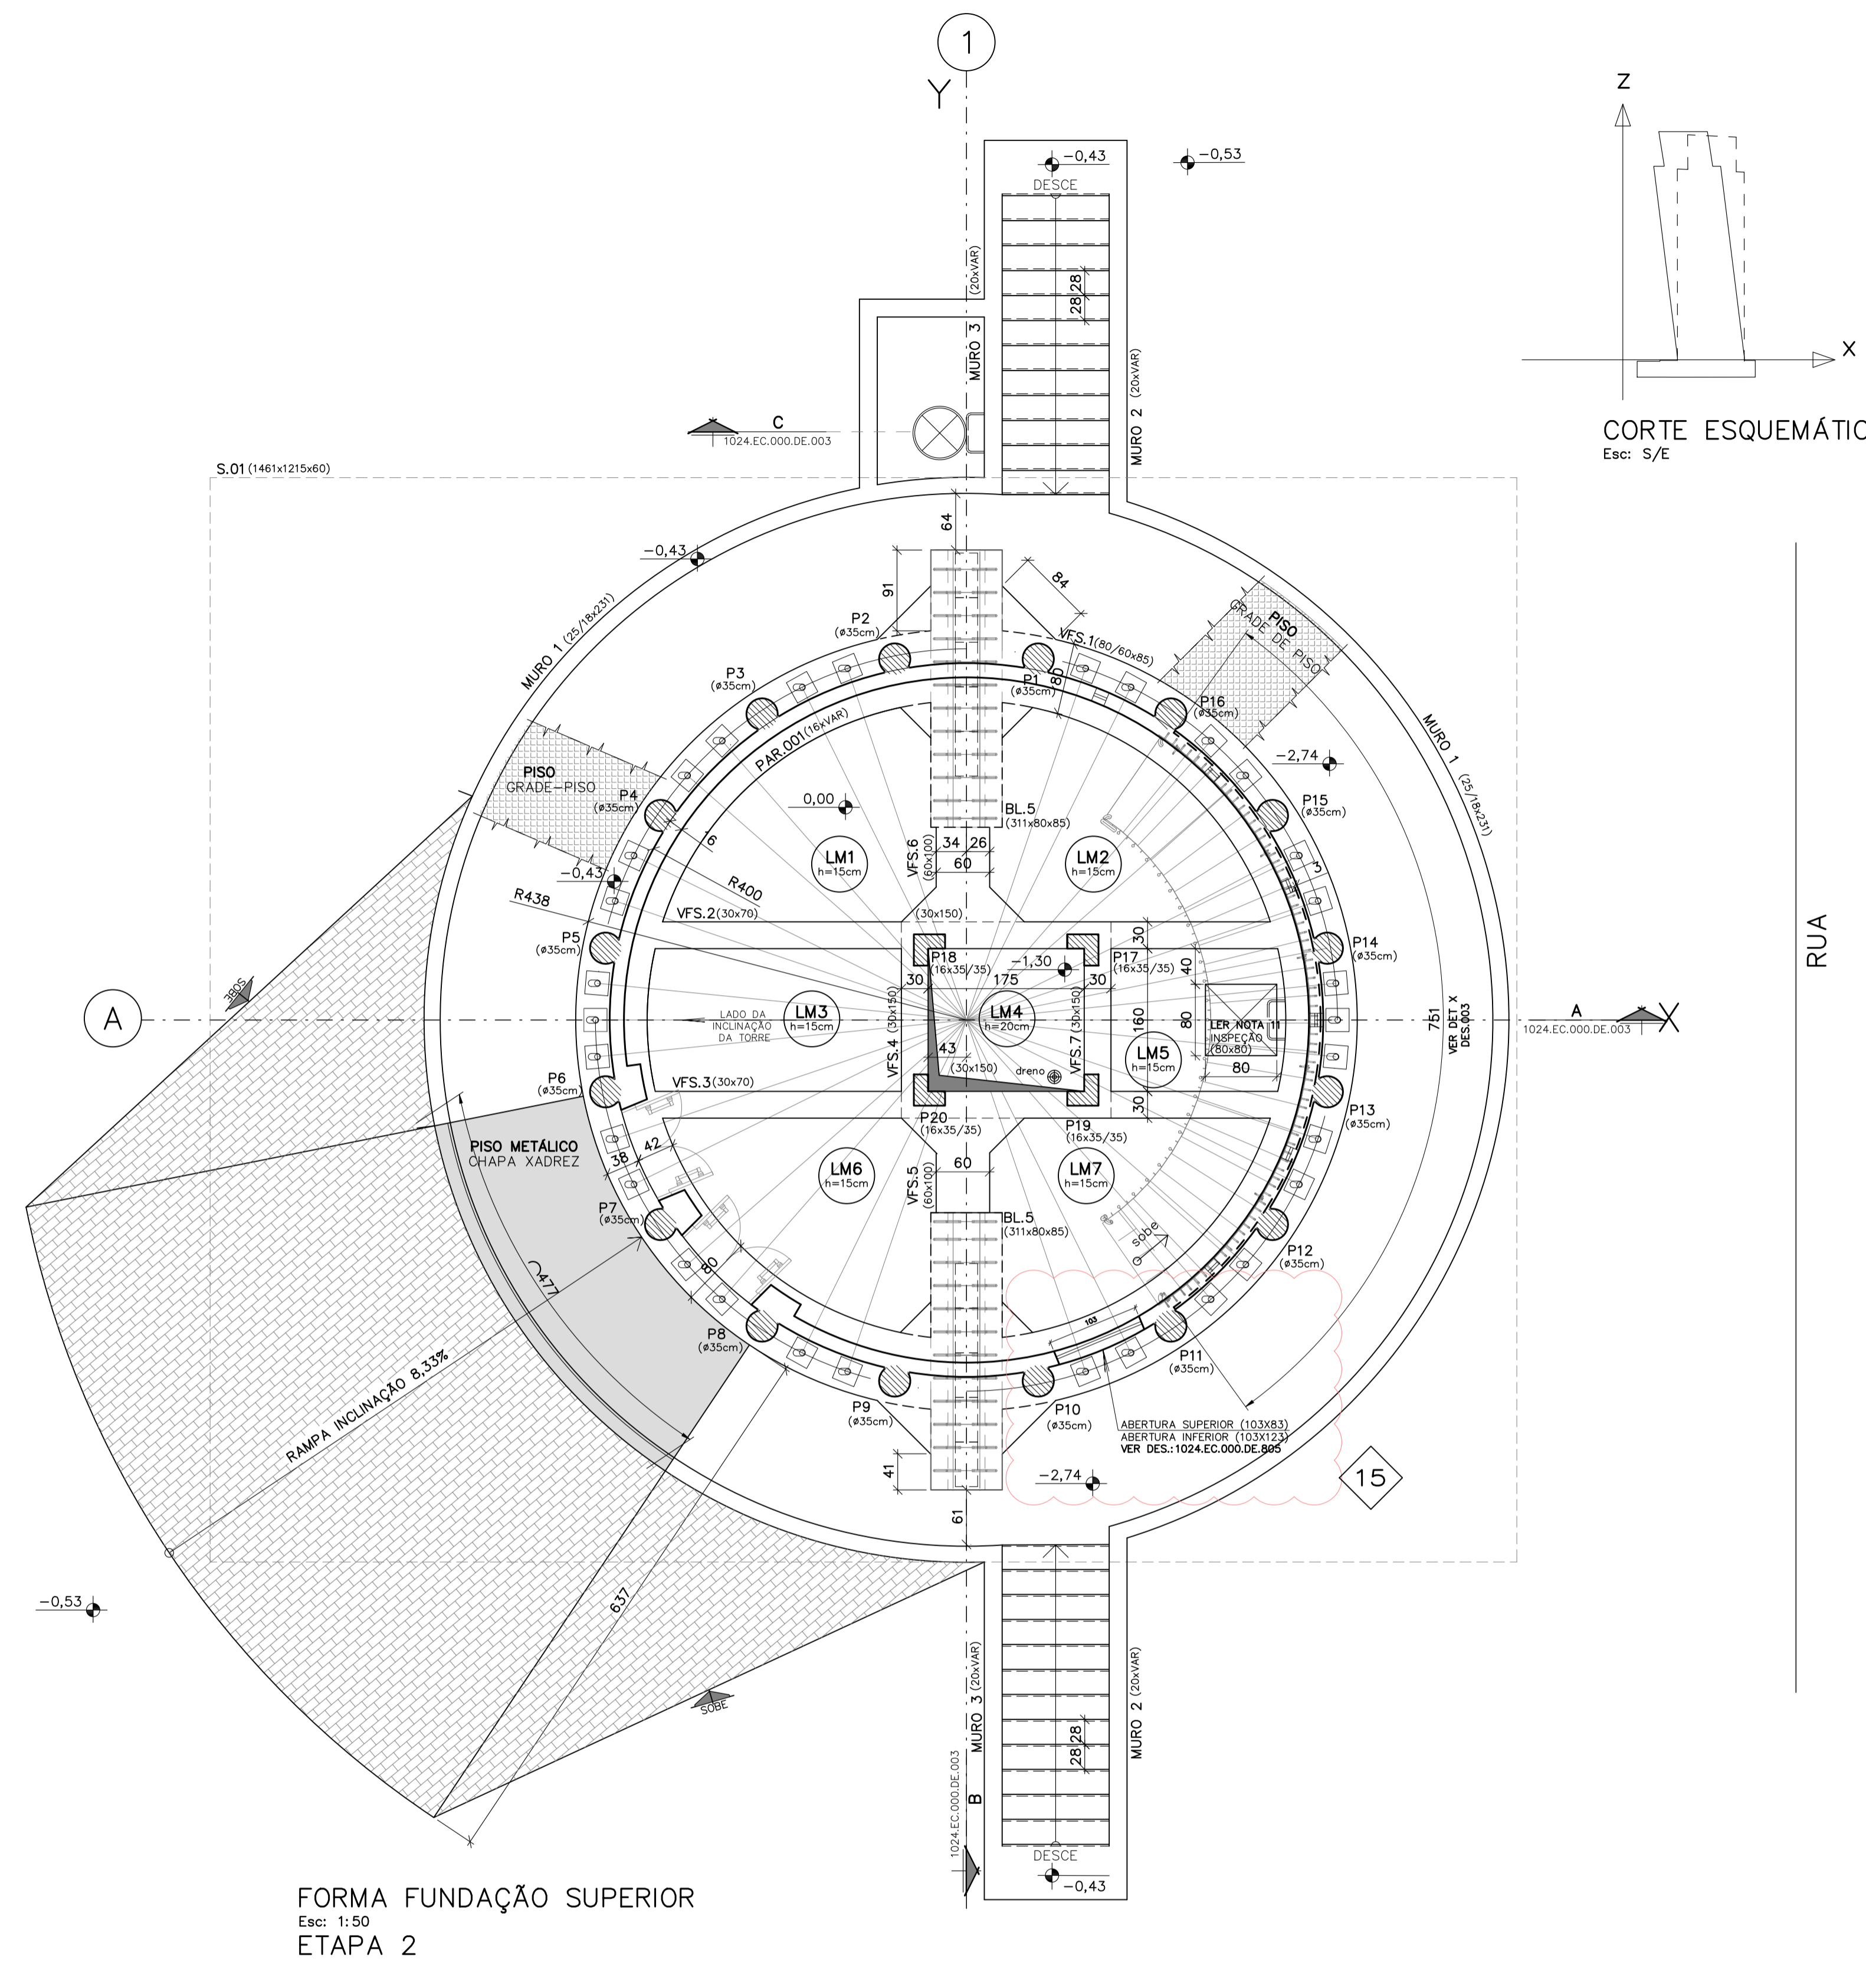 1
Y
-0,43
-0,53
DESCE
28
28
MURO 3 (20xVAR)
MURO 2 (20xVAR)
Z
X
CORTE ESQUEMÁTIC
Esc: S/E
C
1024.EC.000.DE.003
S.01 (1461x1215x60)
64
-0,43
91
84
MURO 1 (25/18x231)
P2
(ø35cm)
VFS.1 (80/60x85)
PISO
GRADE DE PISO
P3
(ø35cm)
P1
(ø35cm)
80
P16
(ø35cm)
MURO 1 (25/18x231)
PAR.001 (16xVAR)
-2,74
PISO
GRADE-PISO
P4
(ø35cm)
0,00
BL.5
(311x80x85)
P15
(ø35cm)
16
34
26
60
VFS.6
(60x100)
LM1
h=15cm
LM2
h=15cm
3
-0,43
R400
R438
VFS.2 (30x70)
(30x150)
30
P5
(ø35cm)
P14
(ø35cm)
P18
(16x35/35)
-1,30
P17
(16x35/35)
40
30
175
30
RUA
A
LADO DA
INCLINAÇÃO
DA TORRE
LM3
h=15cm
VFS.4 (30x150)
LM4
h=20cm
VFS.7 (30x150)
160
80
LER NOTA 11
INSPEÇÃO
(80x80)
751
VER DET X
DES.003
A
1024.EC.000.DE.003
X
SOBE
43
(30x150)
dreno
LM5
h=15cm
80
P6
(ø35cm)
VFS.3 (30x70)
30
P20
(16x35/35)
P19
(16x35/35)
P13
(ø35cm)
PISO METÁLICO
CHAPA XADREZ
38
42
LM6
h=15cm
VFS.5
(60x100)
60
LM7
h=15cm
P7
(ø35cm)
BL.5
(311x80x85)
sobe
P12
(ø35cm)
477
80
103
P8
(ø35cm)
P11
(ø35cm)
RAMPA INCLINAÇÃO 8,33%
P9
(ø35cm)
P10
(ø35cm)
ABERTURA SUPERIOR (103X83)
ABERTURA INFERIOR (103X123)
VER DES.:1024.EC.000.DE.805
41
-2,74
15
61
-0,53
637
SOBE
MURO 3 (20xVAR)
MURO 2 (20xVAR)
28
28
B
1024.EC.000.DE.003
DESCE
-0,43
FORMA FUNDAÇÃO SUPERIOR
Esc: 1:50
ETAPA 2